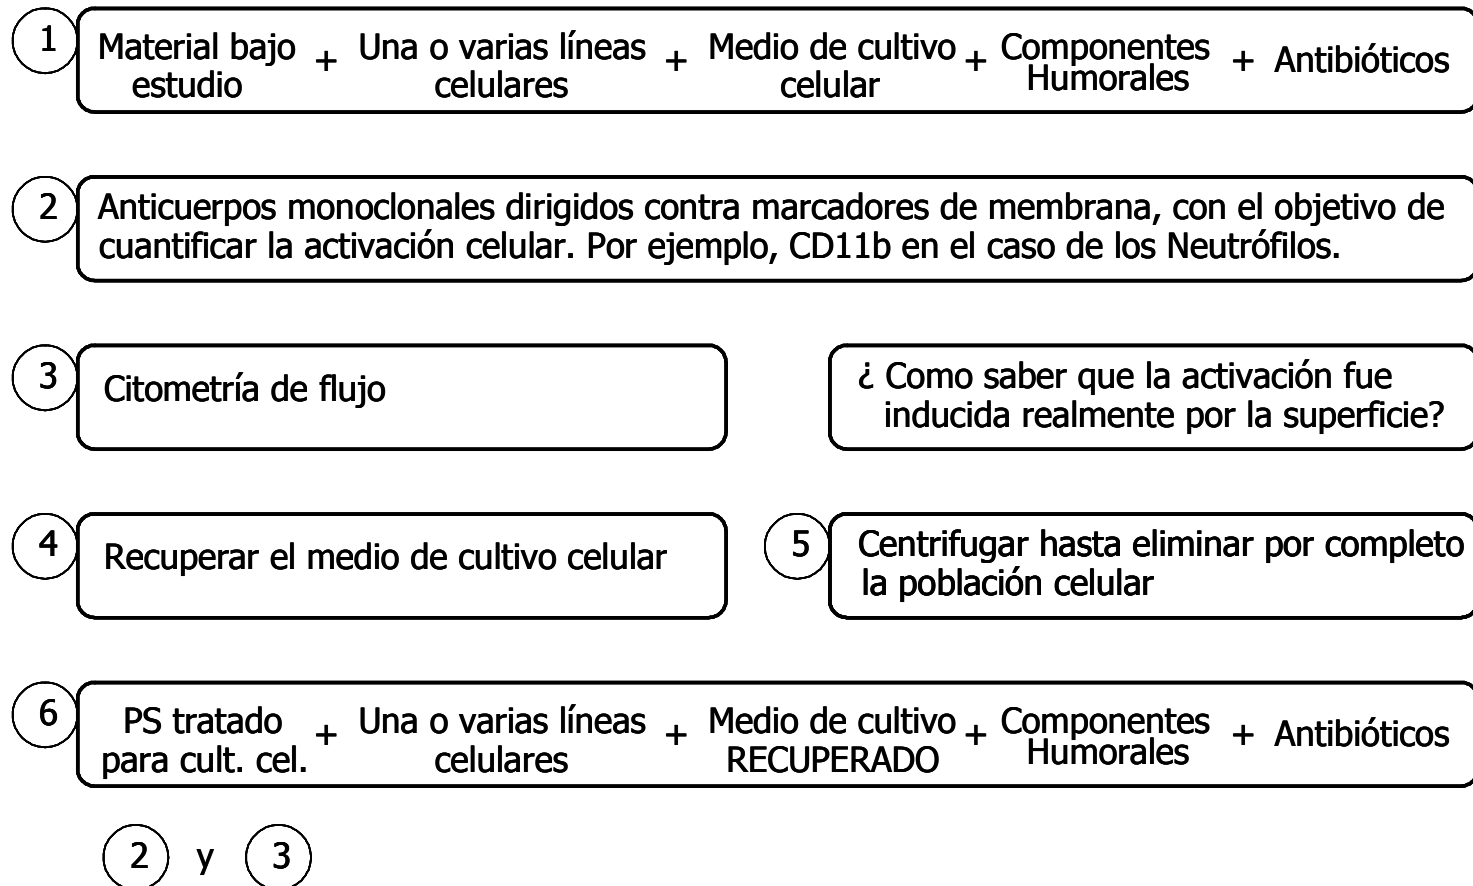 1
Material bajo + Una o varias líneas + Medio de cultivo + Componentes + Antibióticos
estudio celulares celular Humorales
2
Anticuerpos monoclonales dirigidos contra marcadores de membrana, con el objetivo de
cuantificar la activación celular. Por ejemplo, CD11b en el caso de los Neutrófilos.
3
Citometría de flujo
¿ Como saber que la activación fue
inducida realmente por la superficie?
4
Recuperar el medio de cultivo celular
5
Centrifugar hasta eliminar por completo
la población celular
6
PS tratado + Una o varias líneas + Medio de cultivo + Componentes + Antibióticos
para cult. cel. celulares RECUPERADO Humorales
2 y 3